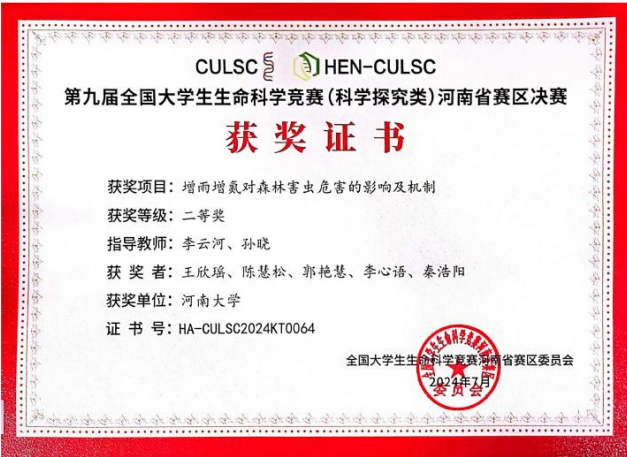 CULSC HEN-CULSC
第九届全国大学生生命科学竞赛(科学探究类)河南省赛区决赛
获奖证书
获奖项目：增雨增氮对森林害虫危害的影响及机制
获奖等级：二等奖
指导教师：李云河、孙晓
获 奖 者：王欣瑶、陈慧松、郭艳慧、李心语、秦浩阳
获奖单位：河南大学
证 书 号：HA-CULSC2024KT0064
全国大学生生命科学竞赛河南省赛区委员会
2024年7月
委员会